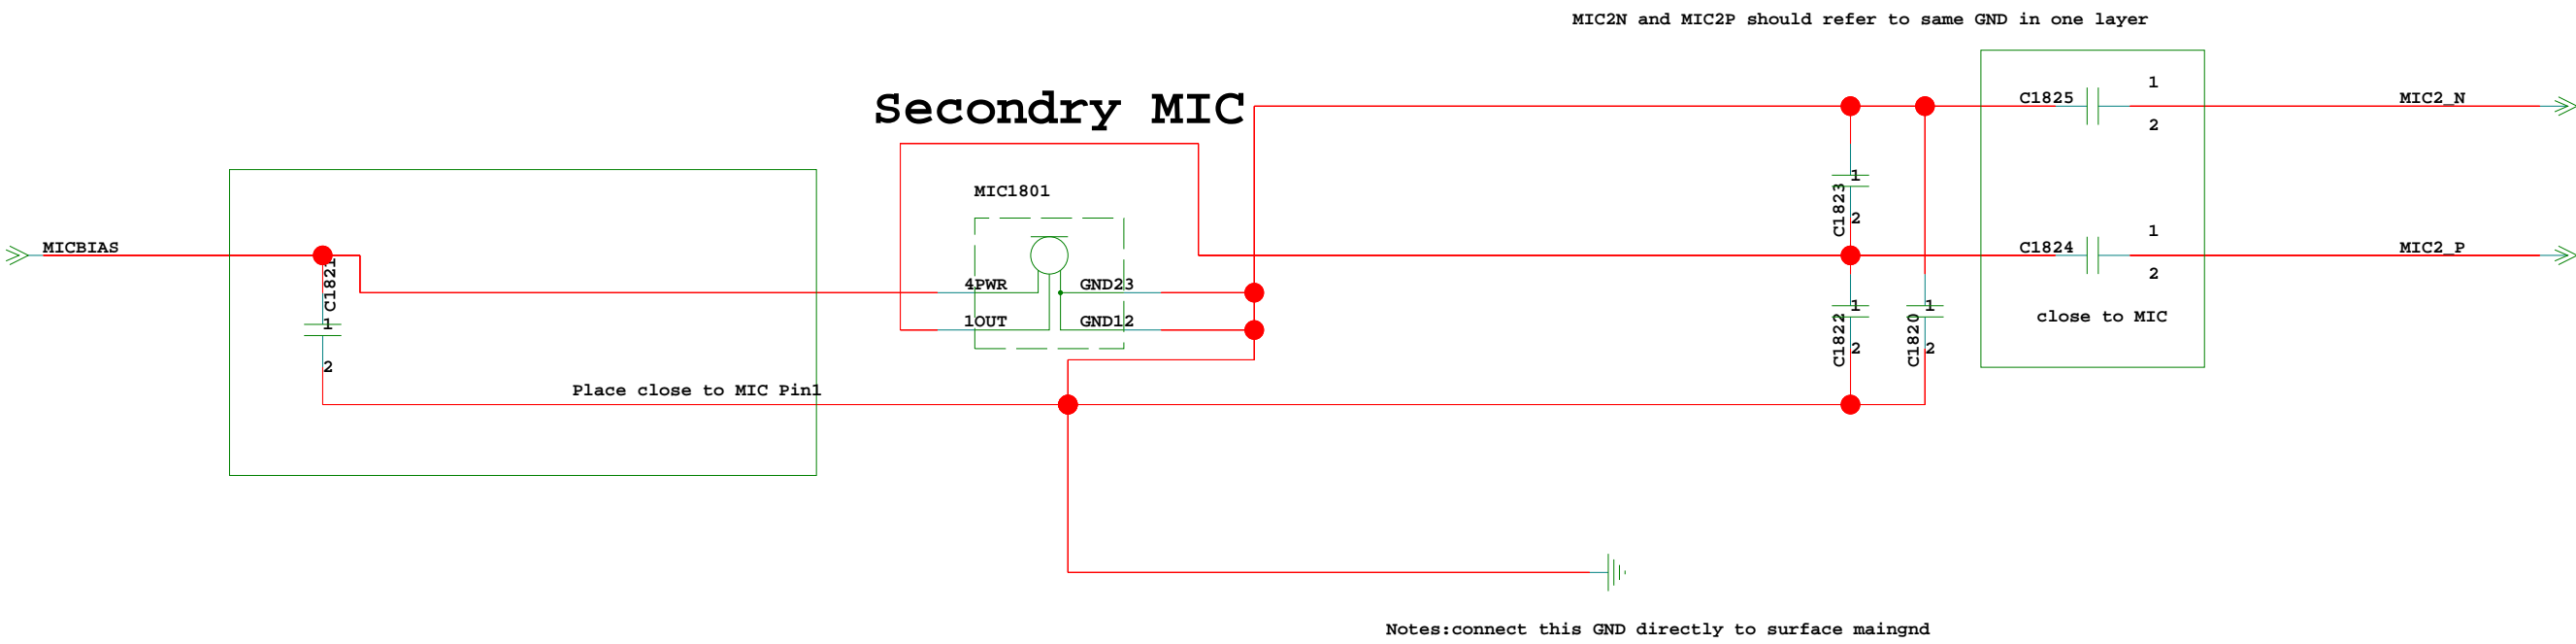 MIC2N and MIC2P should refer to same GND in one layer
Secondry MIC
C1825
1
2
MIC2_N
MIC1801
C1823
1
2
MICBIAS
C1821
1
2
4PWR
GND23
1OUT
GND12
C1824
1
2
MIC2_P
C1822
1
2
C1820
1
2
close to MIC
Place close to MIC Pin1
Notes:connect this GND directly to surface maingnd